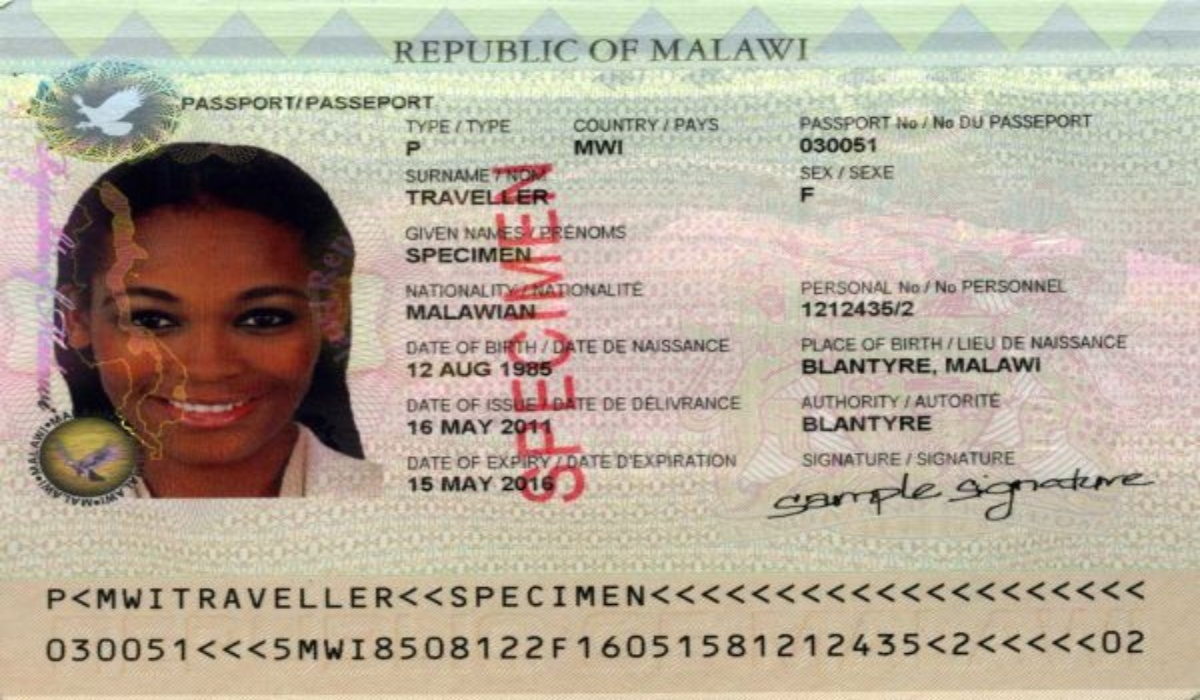 REPUBLIC OF MALAWI
PASSPORT/PASSEPORT
TYPE / TYPE COUNTRY / PAYS PASSPORT No / No DU PASSEPORT
P MWI 030051
SURNAME / NOM SEX / SEXE
TRAVELLER F
GIVEN NAMES / PRÉNOMS
SPECIMEN
NATIONALITY / NATIONALITÉ PERSONAL No / No PERSONNEL
MALAWIAN 1212435/2
DATE OF BIRTH / DATE DE NAISSANCE PLACE OF BIRTH / LIEU DE NAISSANCE
12 AUG 1985 BLANTYRE, MALAWI
DATE OF ISSUE / DATE DE DÉLIVRANCE AUTHORITY / AUTORITÉ
16 MAY 2011 BLANTYRE
DATE OF EXPIRY / DATE D'EXPIRATION SIGNATURE / SIGNATURE
15 MAY 2016 sample signature
SPECIMEN
P<MWITRAVELLER<<SPECIMEN<<<<<<<<<<<<<<<<<<<<
030051<<<5MWI8508122F16051581212435<2<<<<<02